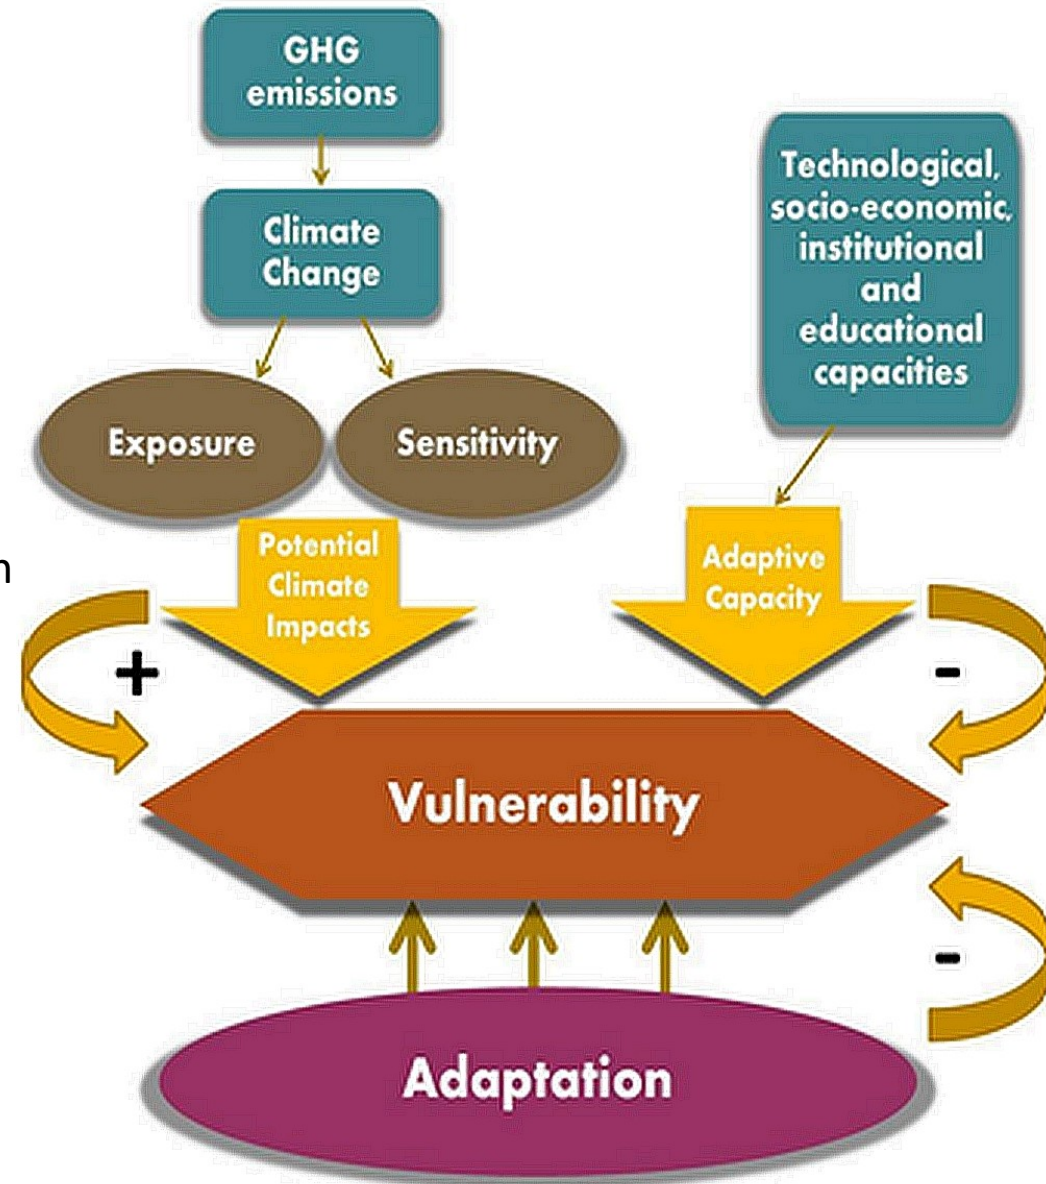 GHG
emissions
Climate
Change
Technological,
socio-economic,
institutional
and
educational
capacities
Exposure
Sensitivity
Potential
Climate
Impacts
Adaptive
Capacity
+
-
Vulnerability
-
Adaptation